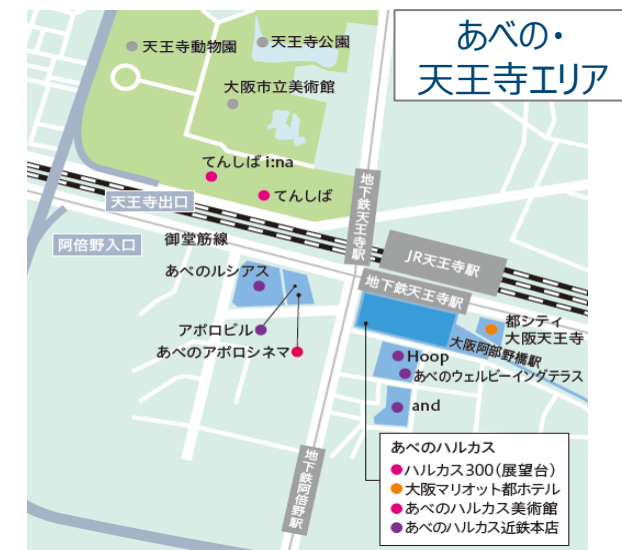 あべの・
天王寺エリア
天王寺動物園
天王寺公園
大阪市立美術館
てんしば i:na
てんしば
天王寺出口
阿倍野入口
御堂筋線
地下鉄天王寺駅
JR天王寺駅
地下鉄天王寺駅
あべのルシアス
アポロビル
あべのアポロシネマ
都シティ
大阪天王寺
大阪阿部野橋駅
Hoop
あべのウェルビーイングテラス
and
地下鉄阿倍野駅
あべのハルカス
ハルカス300(展望台)
大阪マリオット都ホテル
あべのハルカス美術館
あべのハルカス近鉄本店